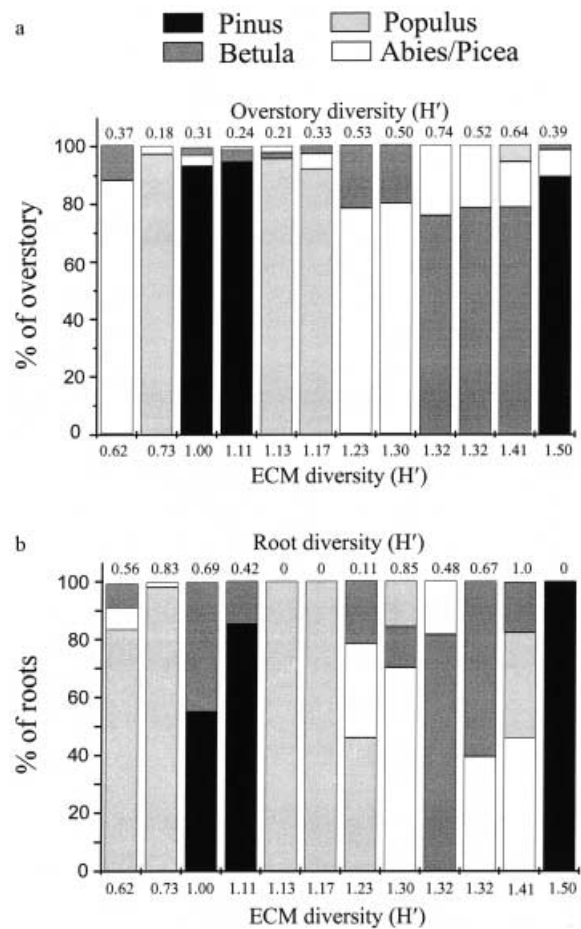 a
Pinus Populus
Betula Abies/Picea
Overstory diversity (H′)
0.37 0.18 0.31 0.24 0.21 0.33 0.53 0.50 0.74 0.52 0.64 0.39
100
80
60
40
20
0
% of overstory
0.62 0.73 1.00 1.11 1.13 1.17 1.23 1.30 1.32 1.32 1.41 1.50
ECM diversity (H′)
b
Root diversity (H′)
0.56 0.83 0.69 0.42 0 0 0.11 0.85 0.48 0.67 1.0 0
100
80
60
40
20
0
% of roots
0.62 0.73 1.00 1.11 1.13 1.17 1.23 1.30 1.32 1.32 1.41 1.50
ECM diversity (H′)